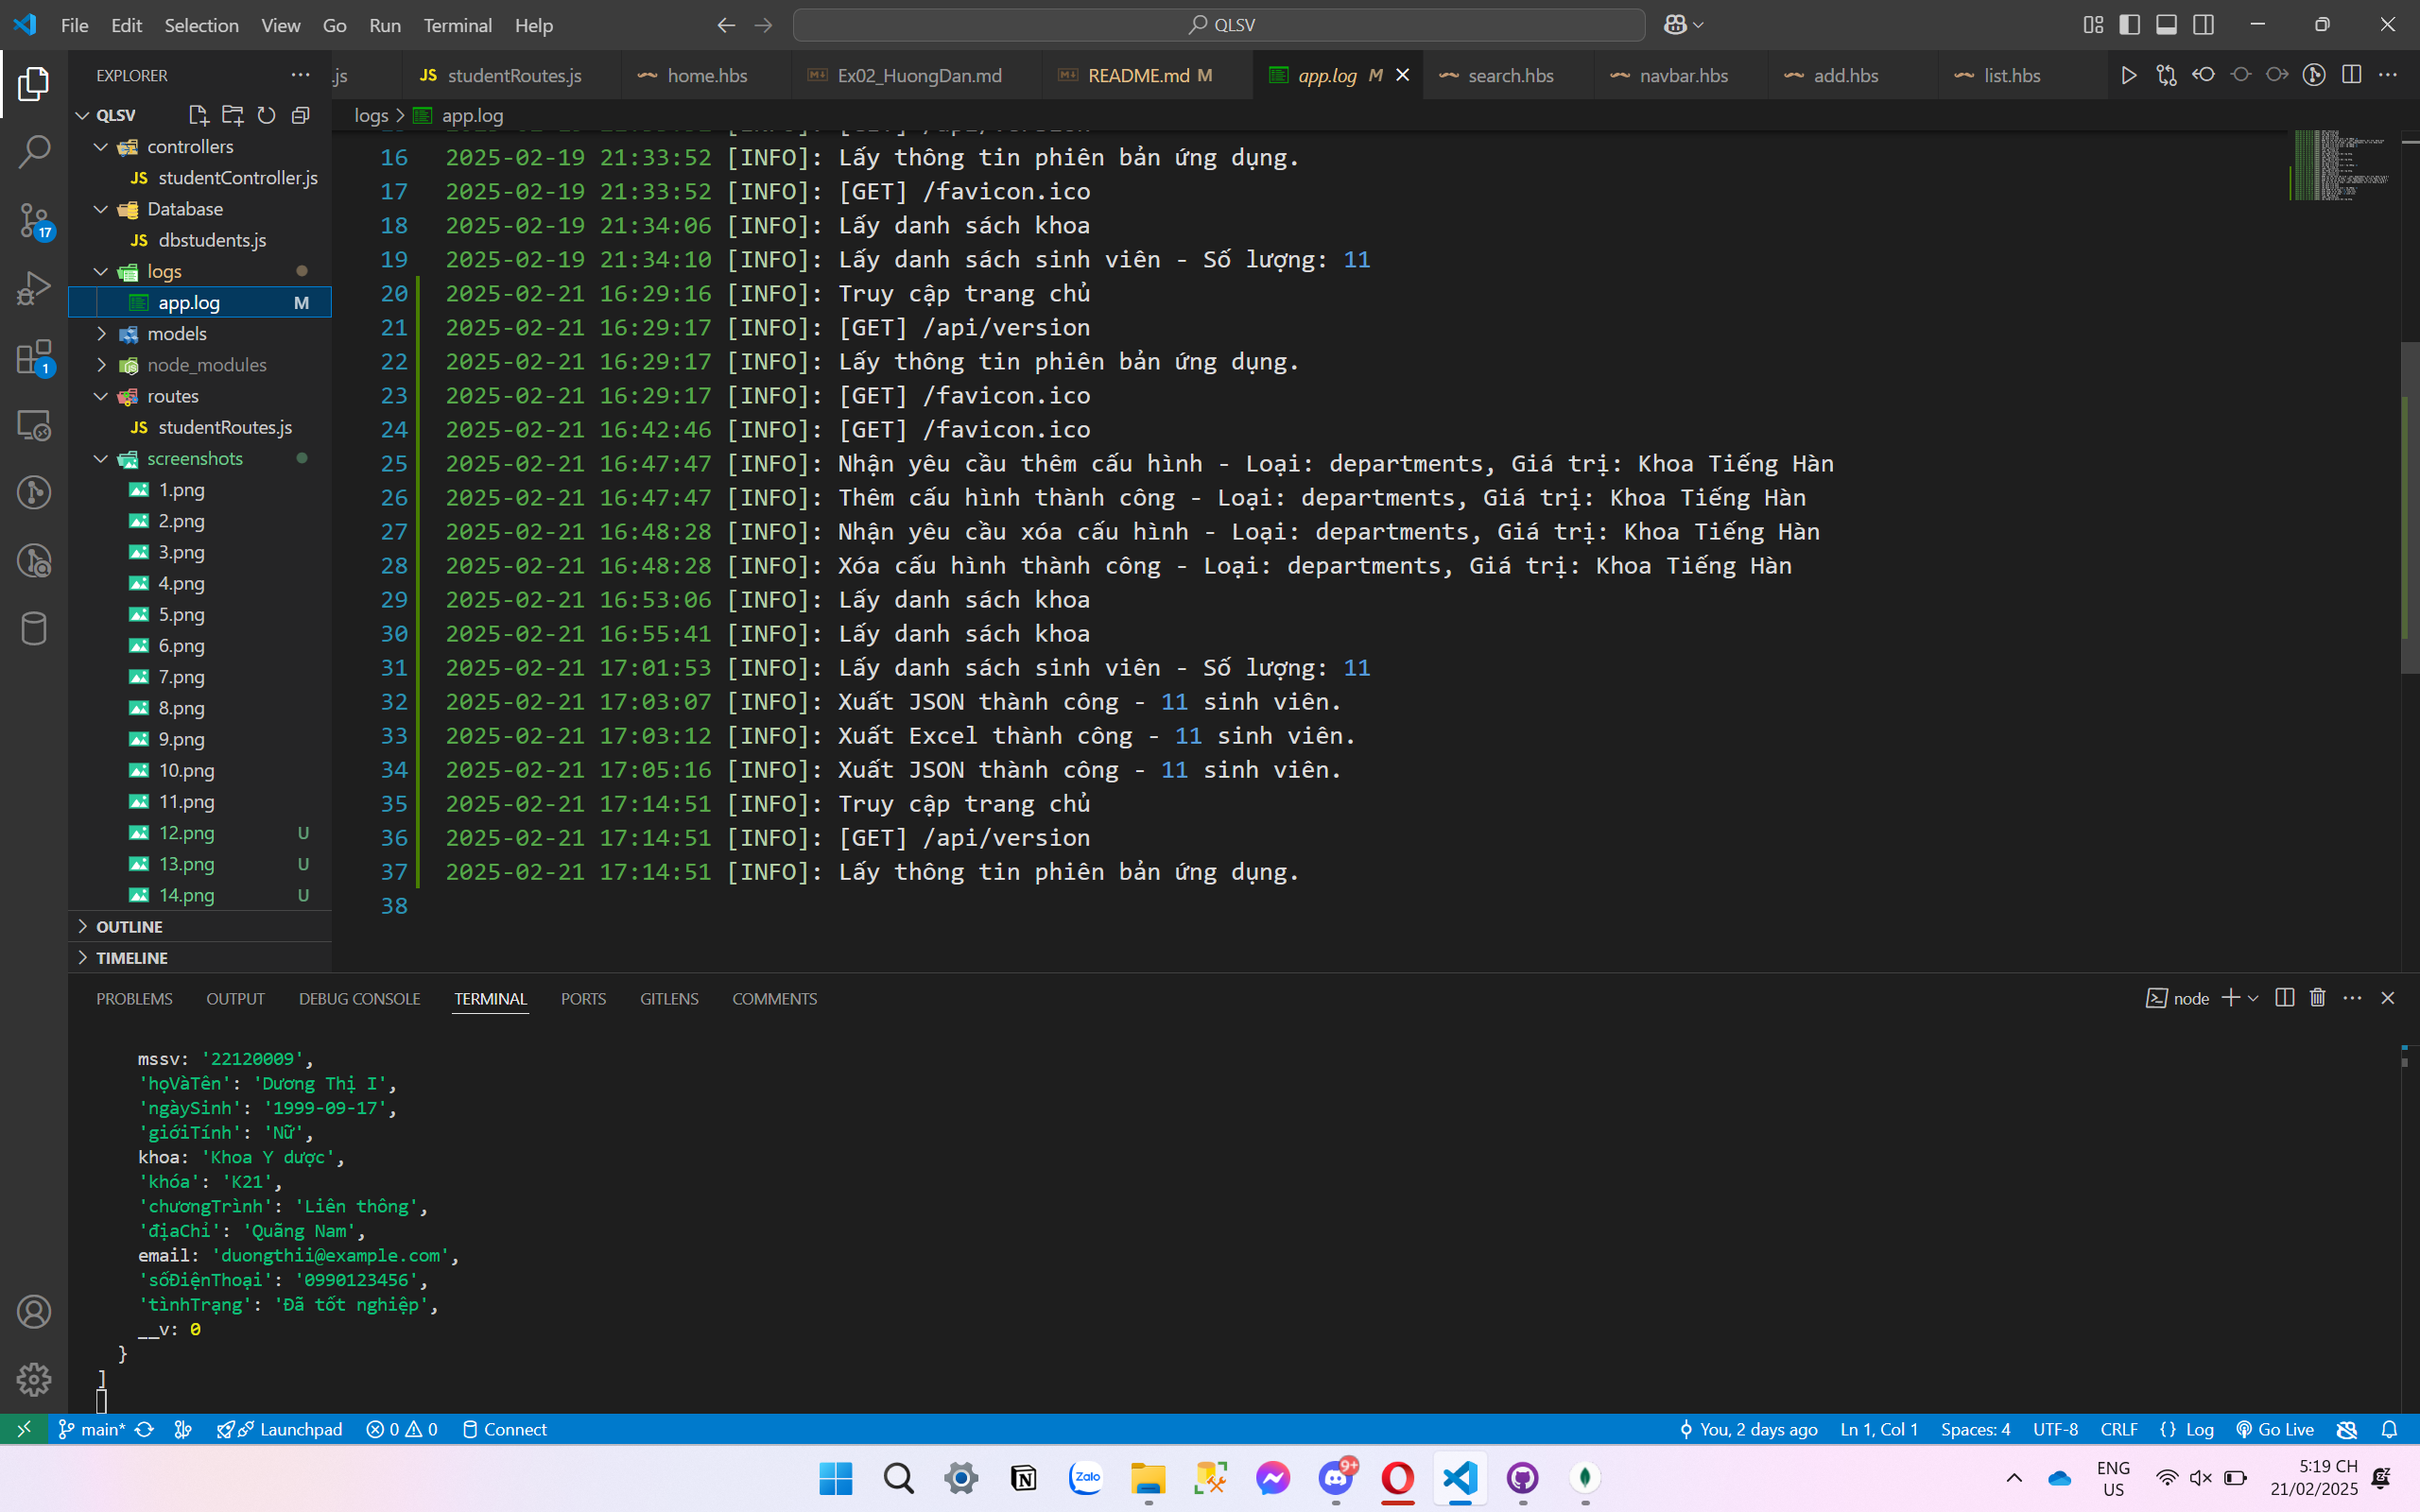 File Edit Selection View Go Run Terminal Help
QLSV
EXPLORER
.js
studentRoutes.js
home.hbs
Ex02_HuongDan.md
README.md M
app.log M
search.hbs
navbar.hbs
add.hbs
list.hbs
QLSV
controllers
JS studentController.js
Database
JS dbstudents.js
logs
app.log M
models
node_modules
routes
JS studentRoutes.js
screenshots
1.png
2.png
3.png
4.png
5.png
6.png
7.png
8.png
9.png
10.png
11.png
12.png U
13.png U
14.png U
OUTLINE
TIMELINE
17
1
logs > app.log
16 2025-02-19 21:33:52 [INFO]: Lấy thông tin phiên bản ứng dụng.
17 2025-02-19 21:33:52 [INFO]: [GET] /favicon.ico
18 2025-02-19 21:34:06 [INFO]: Lấy danh sách khoa
19 2025-02-19 21:34:10 [INFO]: Lấy danh sách sinh viên - Số lượng: 11
20 2025-02-21 16:29:16 [INFO]: Truy cập trang chủ
21 2025-02-21 16:29:17 [INFO]: [GET] /api/version
22 2025-02-21 16:29:17 [INFO]: Lấy thông tin phiên bản ứng dụng.
23 2025-02-21 16:29:17 [INFO]: [GET] /favicon.ico
24 2025-02-21 16:42:46 [INFO]: [GET] /favicon.ico
25 2025-02-21 16:47:47 [INFO]: Nhận yêu cầu thêm cấu hình - Loại: departments, Giá trị: Khoa Tiếng Hàn
26 2025-02-21 16:47:47 [INFO]: Thêm cấu hình thành công - Loại: departments, Giá trị: Khoa Tiếng Hàn
27 2025-02-21 16:48:28 [INFO]: Nhận yêu cầu xóa cấu hình - Loại: departments, Giá trị: Khoa Tiếng Hàn
28 2025-02-21 16:48:28 [INFO]: Xóa cấu hình thành công - Loại: departments, Giá trị: Khoa Tiếng Hàn
29 2025-02-21 16:53:06 [INFO]: Lấy danh sách khoa
30 2025-02-21 16:55:41 [INFO]: Lấy danh sách khoa
31 2025-02-21 17:01:53 [INFO]: Lấy danh sách sinh viên - Số lượng: 11
32 2025-02-21 17:03:07 [INFO]: Xuất JSON thành công - 11 sinh viên.
33 2025-02-21 17:03:12 [INFO]: Xuất Excel thành công - 11 sinh viên.
34 2025-02-21 17:05:16 [INFO]: Xuất JSON thành công - 11 sinh viên.
35 2025-02-21 17:14:51 [INFO]: Truy cập trang chủ
36 2025-02-21 17:14:51 [INFO]: [GET] /api/version
37 2025-02-21 17:14:51 [INFO]: Lấy thông tin phiên bản ứng dụng.
38
PROBLEMS OUTPUT DEBUG CONSOLE TERMINAL PORTS GITLENS COMMENTS
node
mssv: '22120009',
'họVàTên': 'Dương Thị I',
'ngàySinh': '1999-09-17',
'giớiTính': 'Nữ',
khoa: 'Khoa Y dược',
'khóa': 'K21',
'chươngTrình': 'Liên thông',
'địaChỉ': 'Quãng Nam',
email: 'duongthii@example.com',
'sốĐiệnThoại': '0990123456',
'tìnhTrạng': 'Đã tốt nghiệp',
__v: 0
}
]
main* Launchpad 0 0 Connect
You, 2 days ago Ln 1, Col 1 Spaces: 4 UTF-8 CRLF {} Log Go Live
Zalo
9+
ENG
US
5:19 CH
21/02/2025